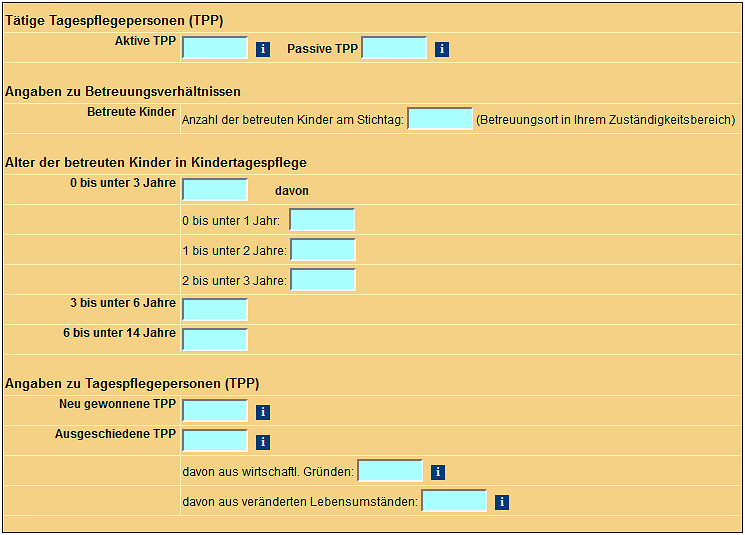 Tätige Tagespflegepersonen (TPP)
Aktive TPP i Passive TPP i
Angaben zu Betreuungsverhältnissen
Betreute Kinder Anzahl der betreuten Kinder am Stichtag: (Betreuungsort in Ihrem Zuständigkeitsbereich)
Alter der betreuten Kinder in Kindertagespflege
0 bis unter 3 Jahre davon
0 bis unter 1 Jahr:
1 bis unter 2 Jahre:
2 bis unter 3 Jahre:
3 bis unter 6 Jahre
6 bis unter 14 Jahre
Angaben zu Tagespflegepersonen (TPP)
Neu gewonnene TPP i
Ausgeschiedene TPP i
davon aus wirtschaftl. Gründen: i
davon aus veränderten Lebensumständen: i